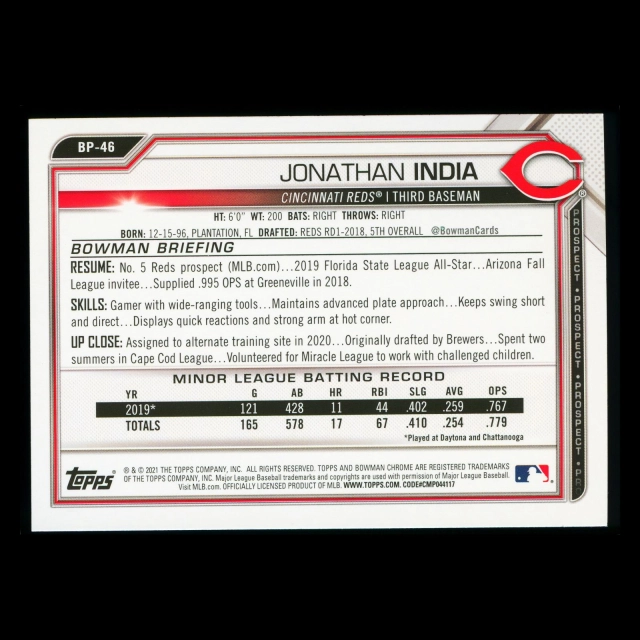 BP-46
JONATHAN INDIA
CINCINNATI REDS® | THIRD BASEMAN
HT: 6'0" WT: 200 BATS: RIGHT THROWS: RIGHT
BORN: 12-15-96, PLANTATION, FL DRAFTED: REDS RD1-2018, 5TH OVERALL @BowmanCards
BOWMAN BRIEFING
RESUME: No. 5 Reds prospect (MLB.com)...2019 Florida State League All-Star...Arizona Fall
League invitee...Supplied .995 OPS at Greeneville in 2018.
SKILLS: Gamer with wide-ranging tools...Maintains advanced plate approach...Keeps swing short
and direct...Displays quick reactions and strong arm at hot corner.
UP CLOSE: Assigned to alternate training site in 2020...Originally drafted by Brewers...Spent two
summers in Cape Cod League...Volunteered for Miracle League to work with challenged children.
MINOR LEAGUE BATTING RECORD
YR G AB HR RBI SLG AVG OPS
2019* 121 428 11 44 .402 .259 .767
TOTALS 165 578 17 67 .410 .254 .779
*Played at Daytona and Chattanooga
Topps
® & © 2021 THE TOPPS COMPANY, INC. ALL RIGHTS RESERVED. TOPPS AND BOWMAN CHROME ARE REGISTERED TRADEMARKS
OF THE TOPPS COMPANY, INC. Major League Baseball trademarks and copyrights are used with permission of Major League Baseball.
Visit MLB.com. OFFICIALLY LICENSED PRODUCT OF MLB. WWW.TOPPS.COM. CODE#CMP044117
PROSPECT • PROSPECT • PROSPECT • PROSPECT • PR